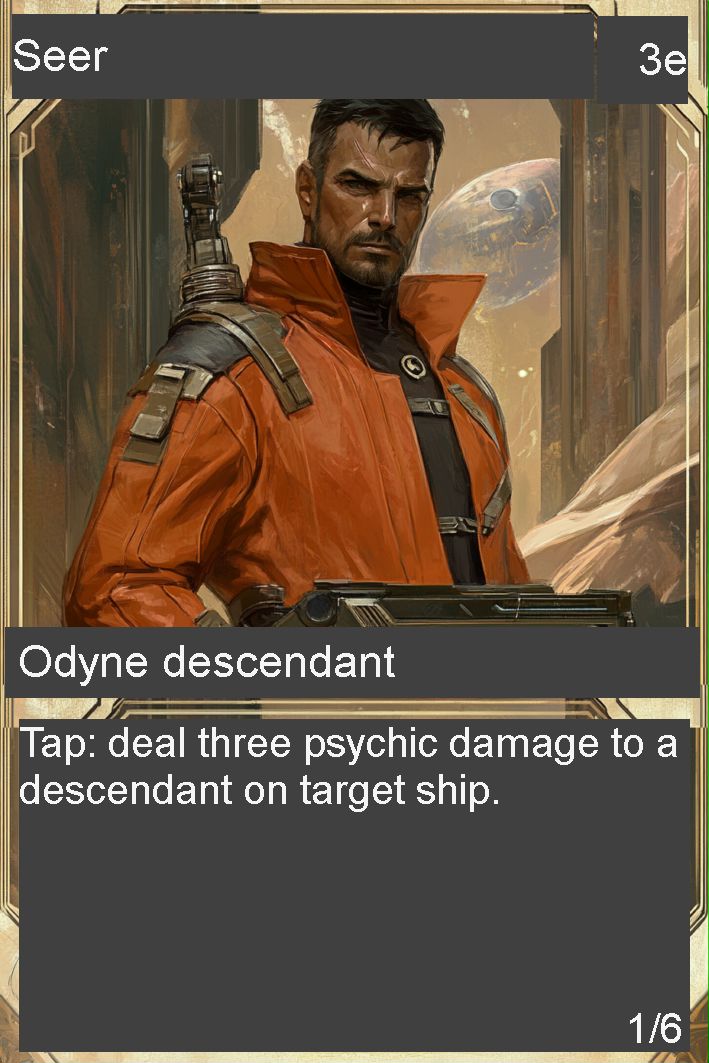 Seer
3e
Odyne descendant
Tap: deal three psychic damage to a
descendant on target ship.
1/6